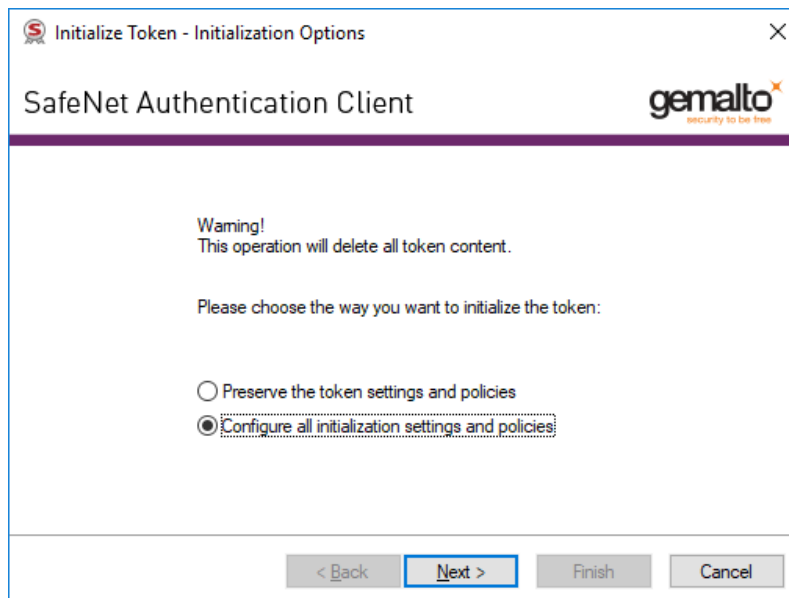 Initialize Token - Initialization Options
SafeNet Authentication Client
gemalto
security to be free
Warning!
This operation will delete all token content.
Please choose the way you want to initialize the token:
Preserve the token settings and policies
Configure all initialization settings and policies
< Back
Next >
Finish
Cancel